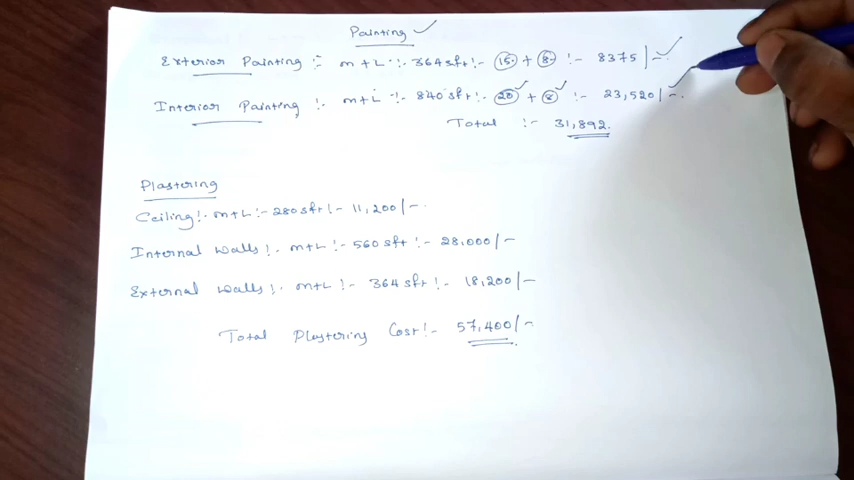 Painting
Exterior Painting :- m+L :- 364 sft :- 15 + 8 :- 8375/-
Interior Painting :- m+L :- 840 sft :- 20 + 8 :- 23,520/-
Total :- 31,892.
Plastering
Ceiling :- m+L :- 280 sft :- 11,200/-
Internal walls :- m+L :- 560 sft :- 28,000/-
External walls :- m+L :- 364 sft :- 18,200/-
Total Plastering Cost :- 57,400/-